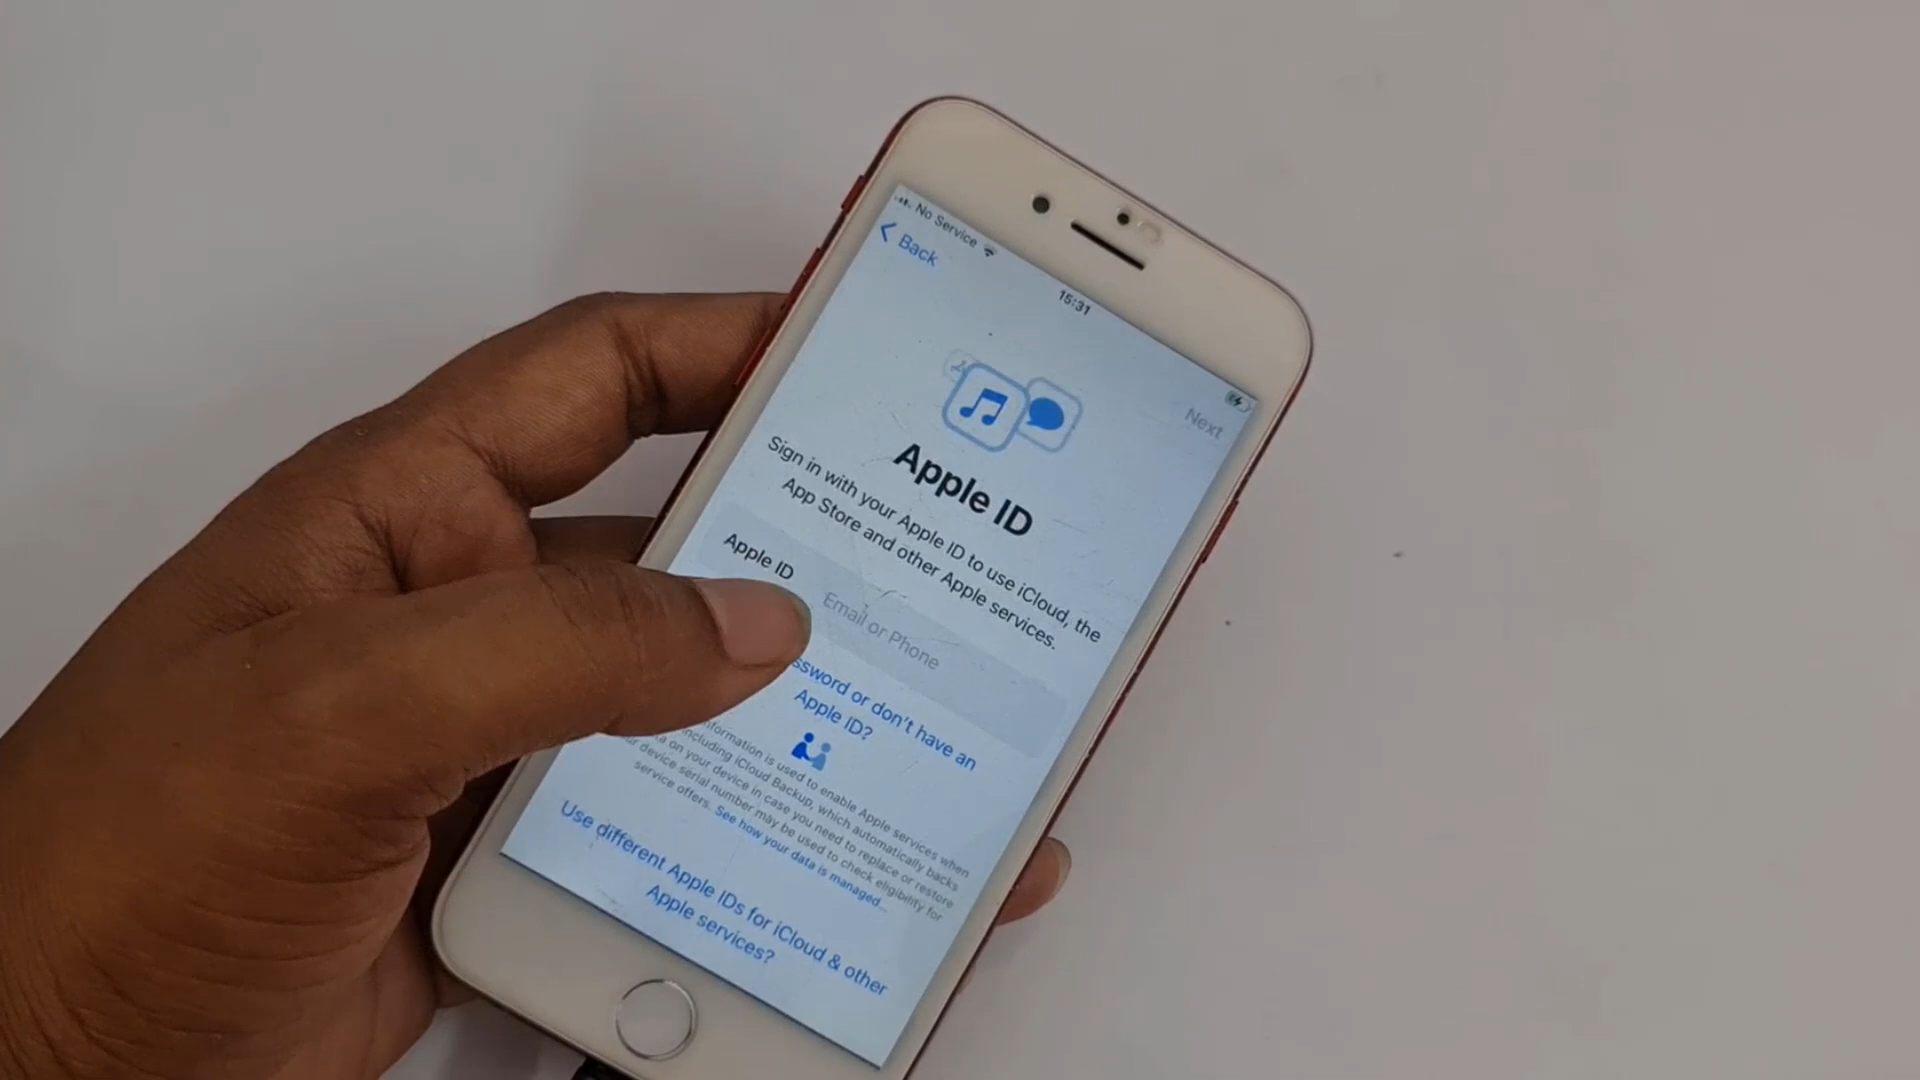 No Service
Back
15:31
Next
Apple ID
Sign in with your Apple ID to use iCloud, the
App Store and other Apple services.
Apple ID
Email or Phone
or don't have an
Apple ID?
information is used to enable Apple services when
including iCloud Backup, which automatically backs
on your device in case you need to replace or restore
device serial number may be used to check eligibility for
service offers. See how your data is managed...
Use different Apple IDs for iCloud & other
Apple services?